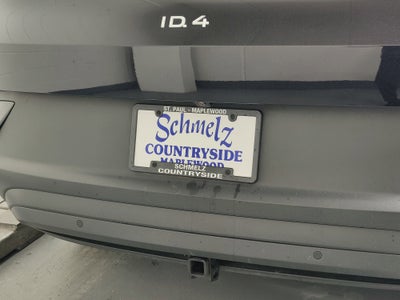 ID.4
ST. PAUL - MAPLEWOOD
Schmelz
COUNTRYSIDE
MAPLEWOOD
SCHMELZ
COUNTRYSIDE